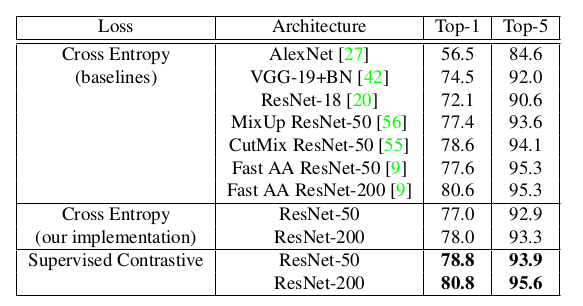 Loss Architecture Top-1 Top-5
Cross Entropy AlexNet [27] 56.5 84.6
(baselines) VGG-19+BN [42] 74.5 92.0
ResNet-18 [20] 72.1 90.6
MixUp ResNet-50 [56] 77.4 93.6
CutMix ResNet-50 [55] 78.6 94.1
Fast AA ResNet-50 [9] 77.6 95.3
Fast AA ResNet-200 [9] 80.6 95.3
Cross Entropy ResNet-50 77.0 92.9
(our implementation) ResNet-200 78.0 93.3
Supervised Contrastive ResNet-50 78.8 93.9
ResNet-200 80.8 95.6